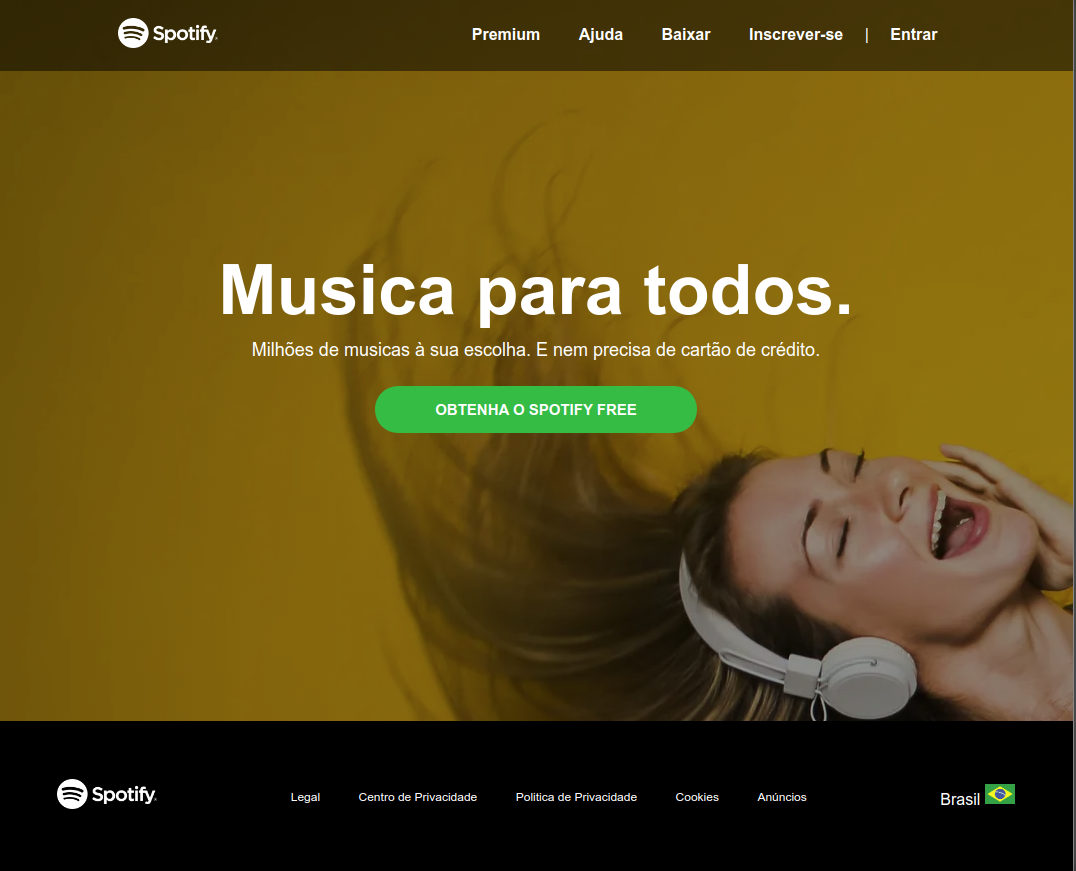 Spotify
Premium Ajuda Baixar Inscrever-se | Entrar
Musica para todos.
Milhões de musicas à sua escolha. E nem precisa de cartão de crédito.
OBTENHA O SPOTIFY FREE
Spotify
Legal Centro de Privacidade Politica de Privacidade Cookies Anúncios
Brasil